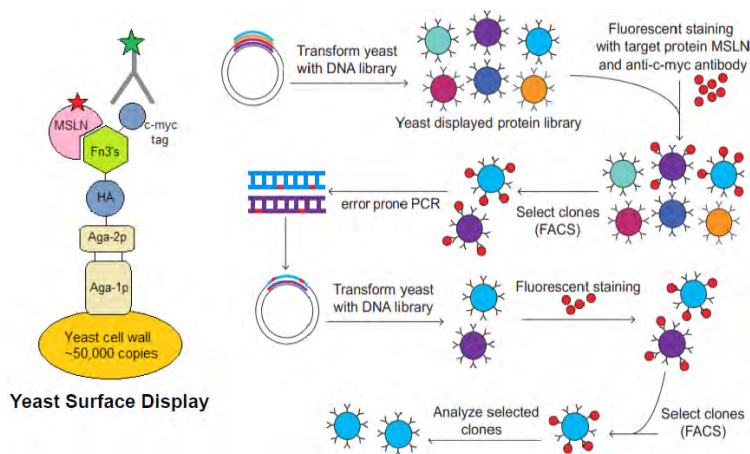 MSLN
c-myc
tag
Fn3's
HA
Aga-2p
Aga-1p
Yeast cell wall
~50,000 copies
Yeast Surface Display
Transform yeast
with DNA library
Yeast displayed protein library
Fluorescent staining
with target protein MSLN
and anti-c-myc antibody
Select clones
(FACS)
error prone PCR
Transform yeast
with DNA library
Fluorescent staining
Select clones
(FACS)
Analyze selected
clones